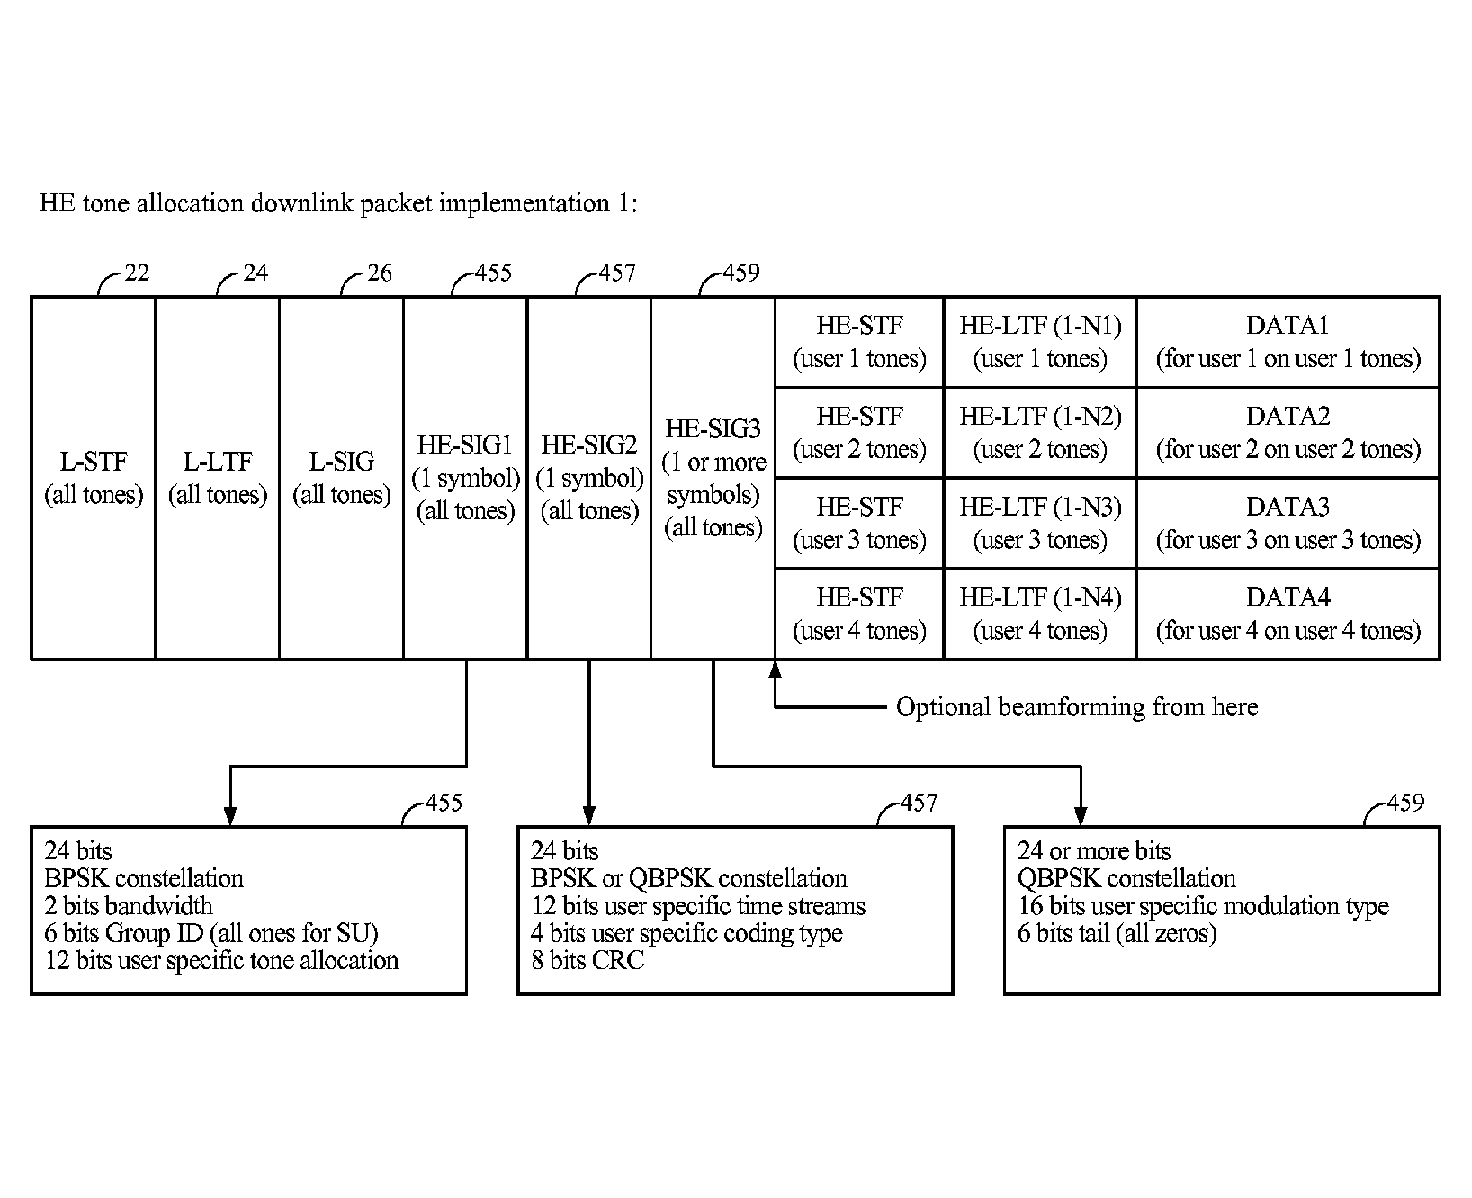 HE tone allocation downlink packet implementation 1:
22
24
26
455
457
459
L-STF
(all tones)
L-LTF
(all tones)
L-SIG
(all tones)
HE-SIG1
(1 symbol)
(all tones)
HE-SIG2
(1 symbol)
(all tones)
HE-SIG3
(1 or more
symbols)
(all tones)
HE-STF
(user 1 tones)
HE-LTF (1-N1)
(user 1 tones)
DATA1
(for user 1 on user 1 tones)
HE-STF
(user 2 tones)
HE-LTF (1-N2)
(user 2 tones)
DATA2
(for user 2 on user 2 tones)
HE-STF
(user 3 tones)
HE-LTF (1-N3)
(user 3 tones)
DATA3
(for user 3 on user 3 tones)
HE-STF
(user 4 tones)
HE-LTF (1-N4)
(user 4 tones)
DATA4
(for user 4 on user 4 tones)
Optional beamforming from here
455
24 bits
BPSK constellation
2 bits bandwidth
6 bits Group ID (all ones for SU)
12 bits user specific tone allocation
457
24 bits
BPSK or QBPSK constellation
12 bits user specific time streams
4 bits user specific coding type
8 bits CRC
459
24 or more bits
QBPSK constellation
16 bits user specific modulation type
6 bits tail (all zeros)